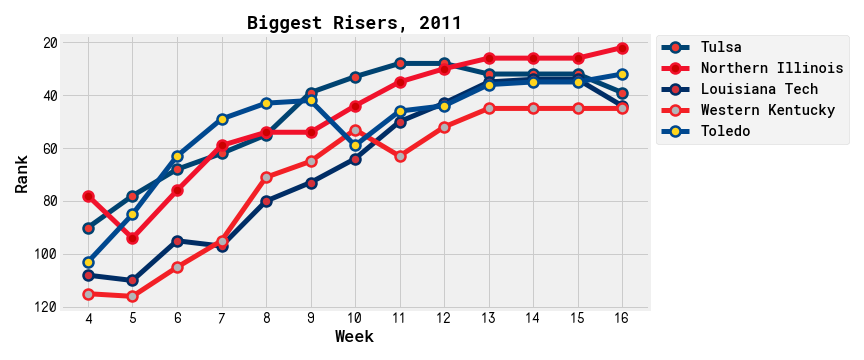 Biggest Risers, 2011
Rank
20
40
60
80
100
120
4 5 6 7 8 9 10 11 12 13 14 15 16
Week
Tulsa
Northern Illinois
Louisiana Tech
Western Kentucky
Toledo